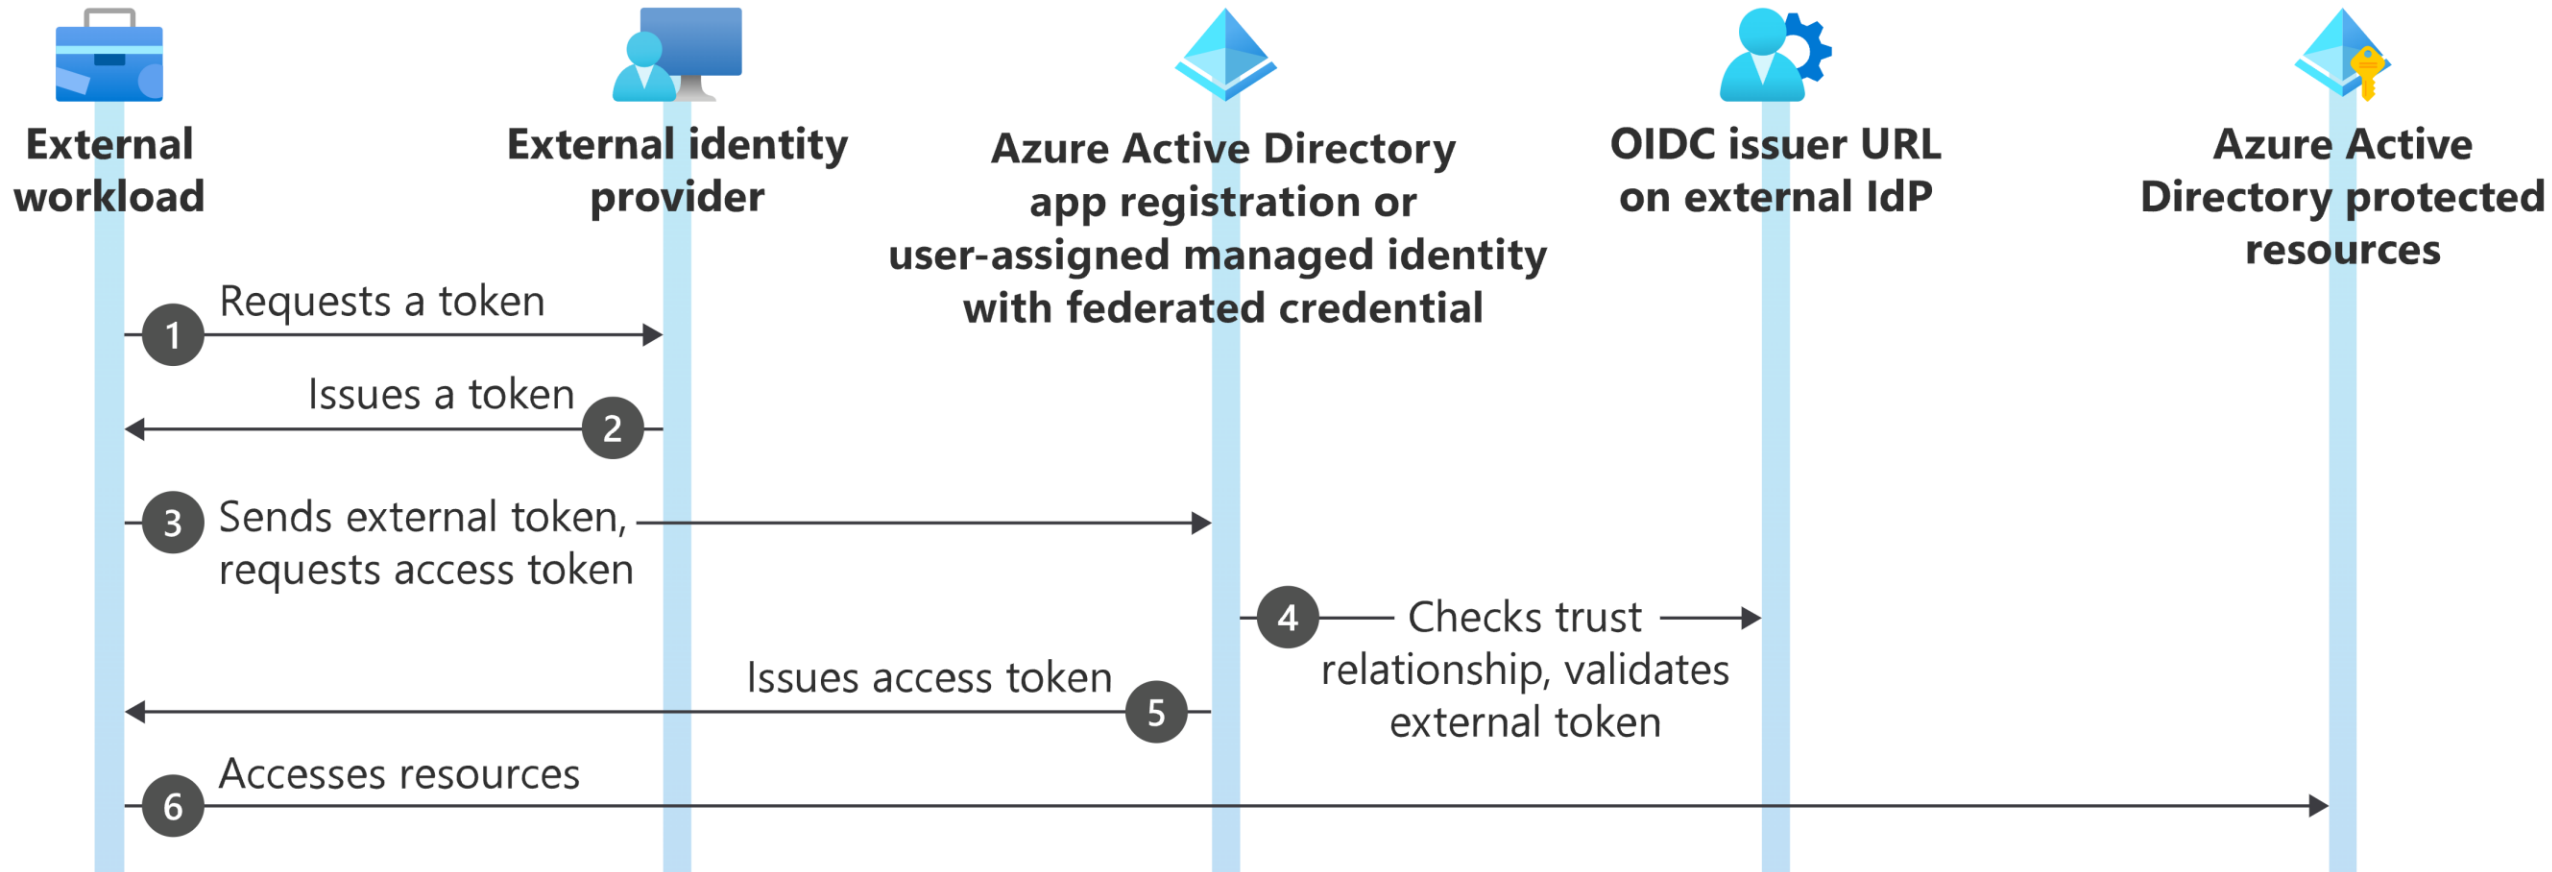 External
workload
External identity
provider
Azure Active Directory
app registration or
user-assigned managed identity
with federated credential
OIDC issuer URL
on external IdP
Azure Active
Directory protected
resources
1
Requests a token
Issues a token
2
3
Sends external token,
requests access token
4
Checks trust
relationship, validates
external token
Issues access token
5
Accesses resources
6